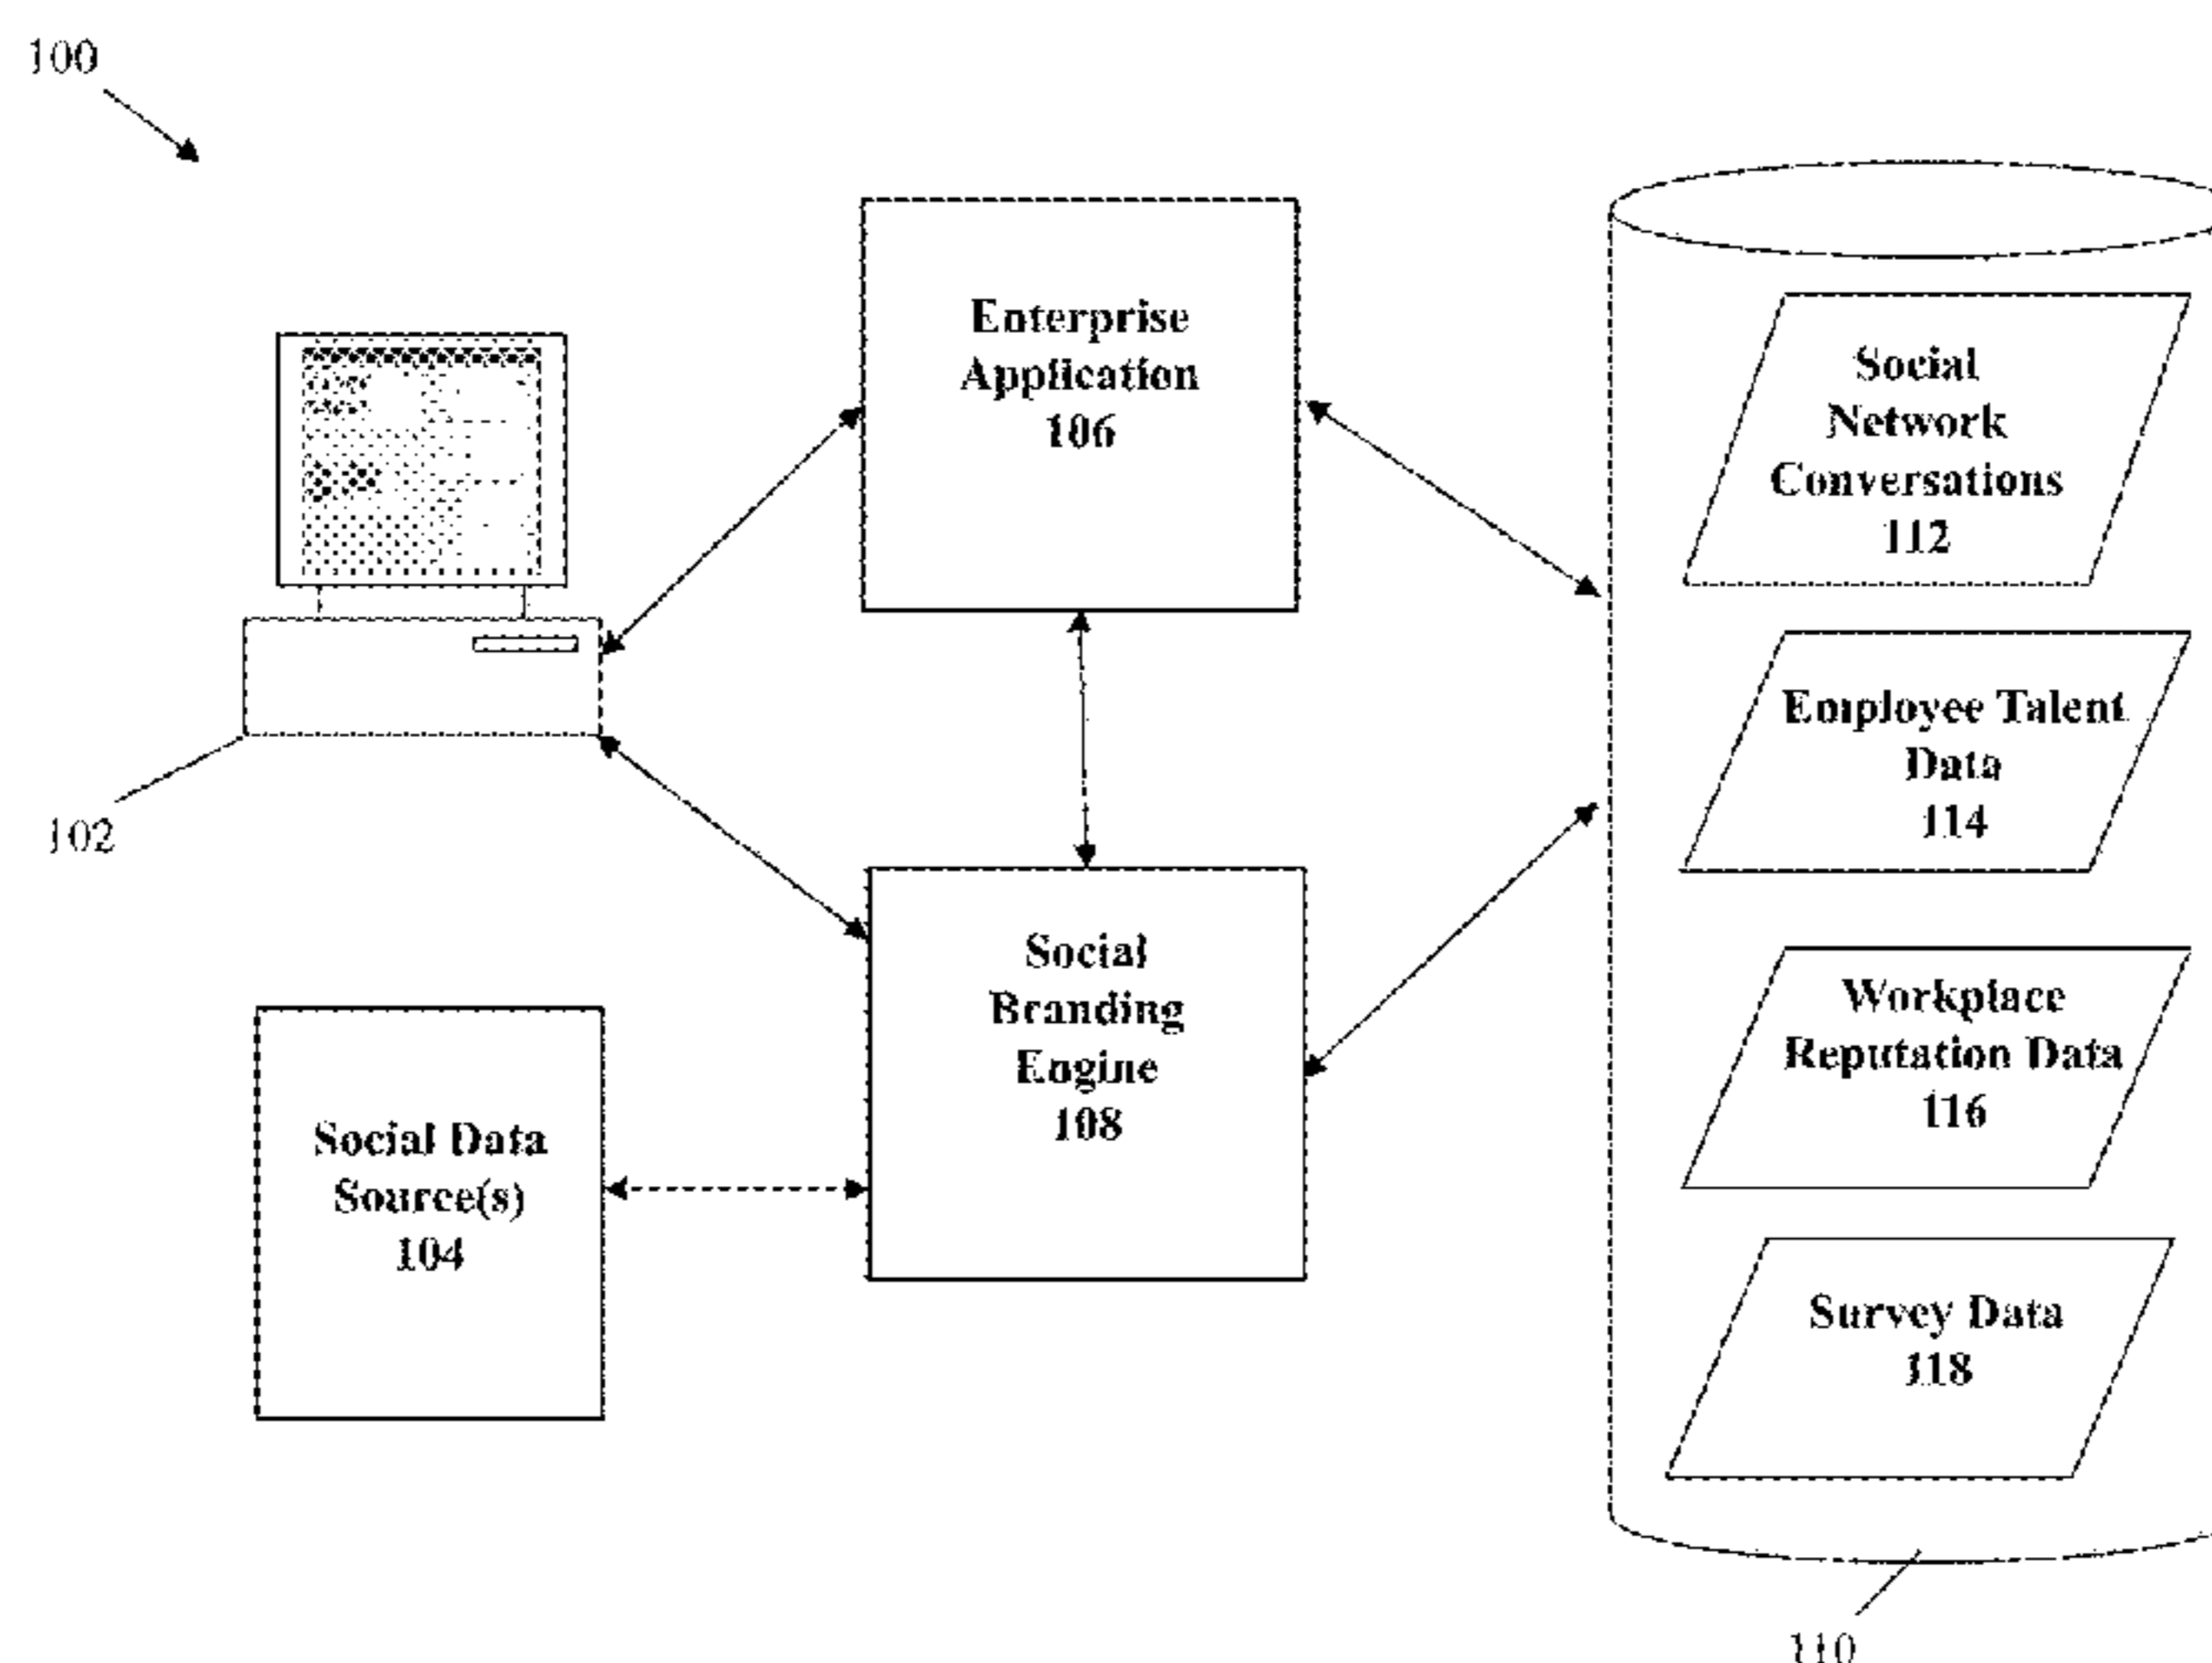 100
Enterprise
Application
106
Social
Network
Conversations
112
Employee Talent
Data
114
102
Social
Branding
Engine
108
Workplace
Reputation Data
116
Social Data
Source(s)
104
Survey Data
118
110